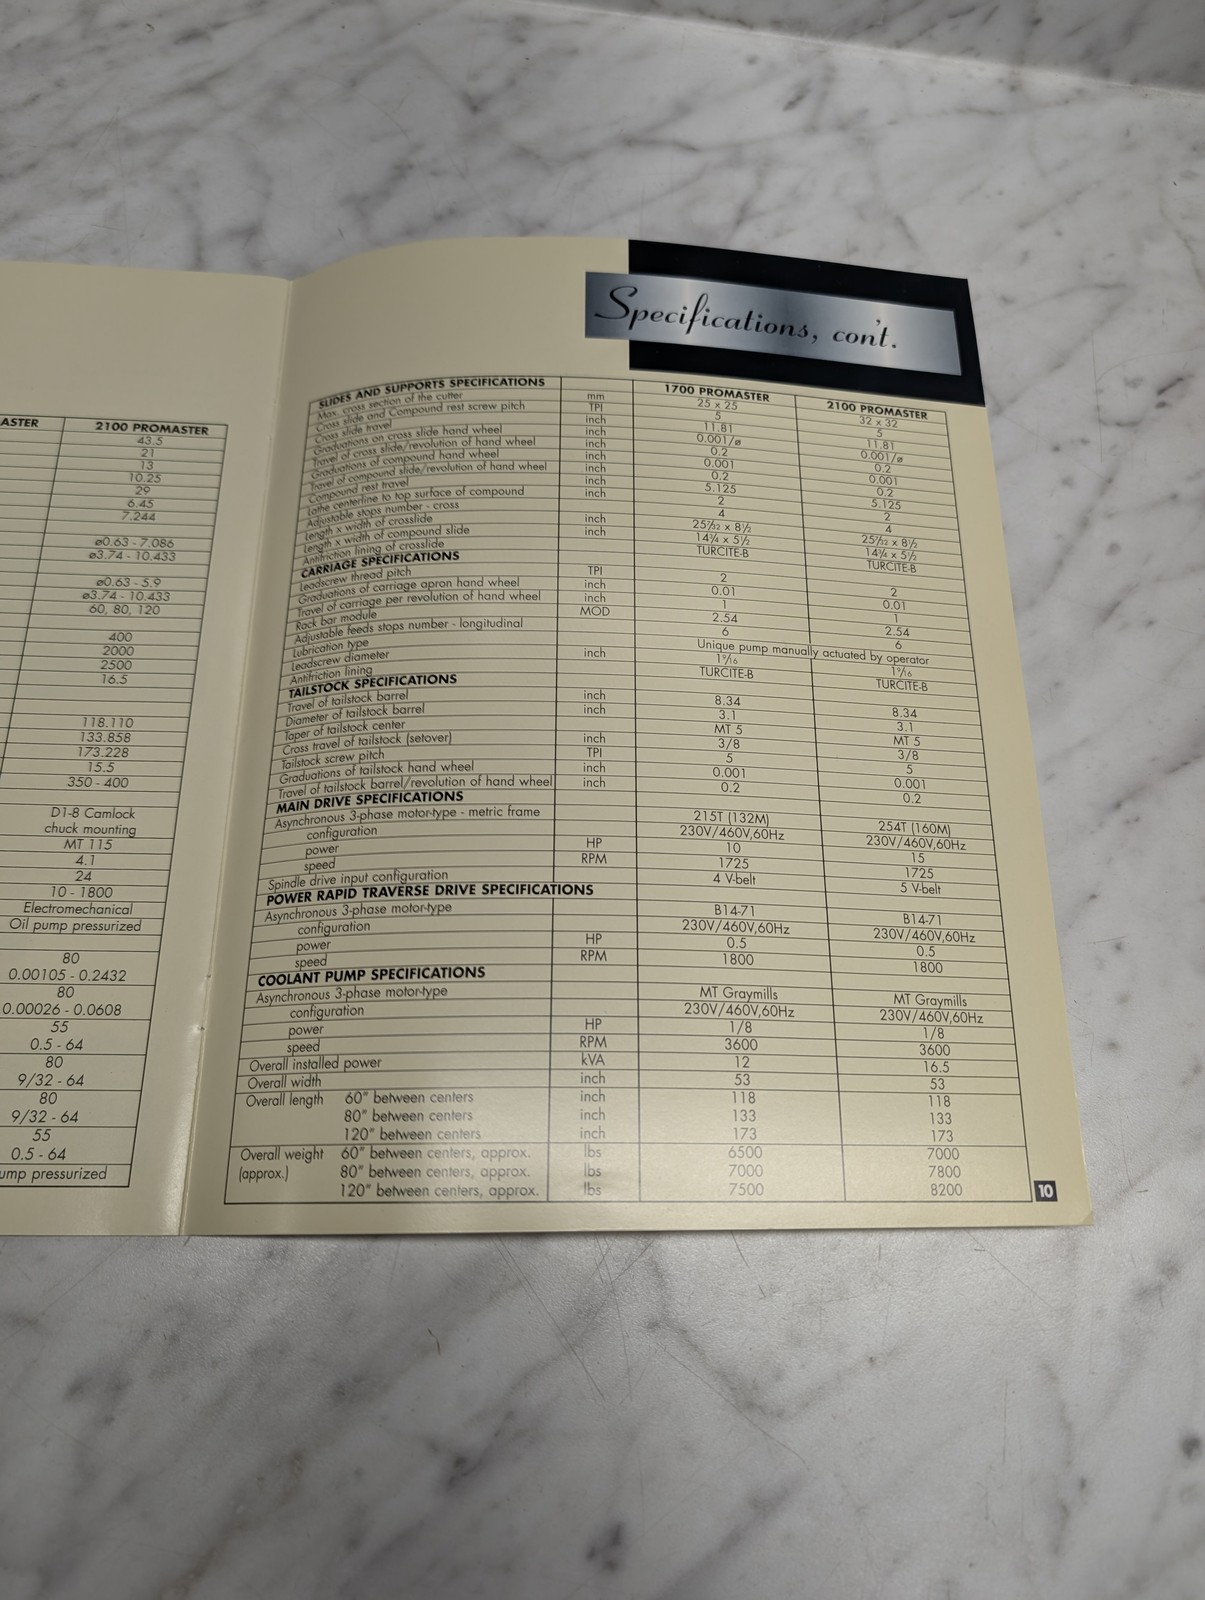 ASTER 2100 PROMASTER
43.5
21
13
10.25
29
6.45
7.244
ø0.63 - 7.086
ø3.74 - 10.433
ø0.63 - 5.9
ø3.74 - 10.433
60, 80, 120
400
2000
2500
16.5
118.110
133.858
173.228
15.5
350 - 400
D1-8 Camlock
chuck mounting
MT 115
4.1
24
10 - 1800
Electromechanical
Oil pump pressurized
80
0.00105 - 0.2432
80
0.00026 - 0.0608
55
0.5 - 64
80
9/32 - 64
80
9/32 - 64
55
0.5 - 64
ump pressurized
Specifications, con't.
SLIDES AND SUPPORTS SPECIFICATIONS 1700 PROMASTER 2100 PROMASTER
Max. cross section of the cutter mm 25 x 25 32 x 32
Cross slide and Compound rest screw pitch TPI 5 5
Cross slide travel inch 11.81 11.81
Graduations on cross slide hand wheel inch 0.001/ø 0.001/ø
Travel of cross slide/revolution of hand wheel inch 0.2 0.2
Graduations of compound hand wheel inch 0.001 0.001
Travel of compound slide/revolution of hand wheel inch 0.2 0.2
Compound rest travel inch 5.125 5.125
Lathe centerline to top surface of compound inch 2 2
Adjustable stops number - cross 4 4
Length x width of crosslide inch 25⁷⁄₃₂ x 8½ 25⁷⁄₃₂ x 8½
Length x width of compound slide inch 14¾ x 5½ 14¾ x 5½
Antifriction lining of crosslide TURCITE-B TURCITE-B
CARRIAGE SPECIFICATIONS
Leadscrew thread pitch TPI 2 2
Graduations of carriage apron hand wheel inch 0.01 0.01
Travel of carriage per revolution of hand wheel inch 1 1
Rack bar module MOD 2.54 2.54
Adjustable feeds stops number - longitudinal 6 6
Lubrication type Unique pump manually actuated by operator
Leadscrew diameter inch 1⁹⁄₁₆ 1⁹⁄₁₆
Antifriction lining TURCITE-B TURCITE-B
TAILSTOCK SPECIFICATIONS
Travel of tailstock barrel inch 8.34 8.34
Diameter of tailstock barrel inch 3.1 3.1
Taper of tailstock center MT 5 MT 5
Cross travel of tailstock (setover) inch 3/8 3/8
Tailstock screw pitch TPI 5 5
Graduations of tailstock hand wheel inch 0.001 0.001
Travel of tailstock barrel/revolution of hand wheel inch 0.2 0.2
MAIN DRIVE SPECIFICATIONS
Asynchronous 3-phase motor-type - metric frame 215T (132M) 254T (160M)
configuration 230V/460V,60Hz 230V/460V,60Hz
power HP 10 15
speed RPM 1725 1725
Spindle drive input configuration 4 V-belt 5 V-belt
POWER RAPID TRAVERSE DRIVE SPECIFICATIONS
Asynchronous 3-phase motor-type B14-71 B14-71
configuration 230V/460V,60Hz 230V/460V,60Hz
power HP 0.5 0.5
speed RPM 1800 1800
COOLANT PUMP SPECIFICATIONS
Asynchronous 3-phase motor-type MT Graymills MT Graymills
configuration 230V/460V,60Hz 230V/460V,60Hz
power HP 1/8 1/8
speed RPM 3600 3600
Overall installed power kVA 12 16.5
Overall width inch 53 53
Overall length 60" between centers inch 118 118
80" between centers inch 133 133
120" between centers inch 173 173
Overall weight 60" between centers, approx. lbs 6500 7000
(approx.) 80" between centers, approx. lbs 7000 7800
120" between centers, approx. lbs 7500 8200
10